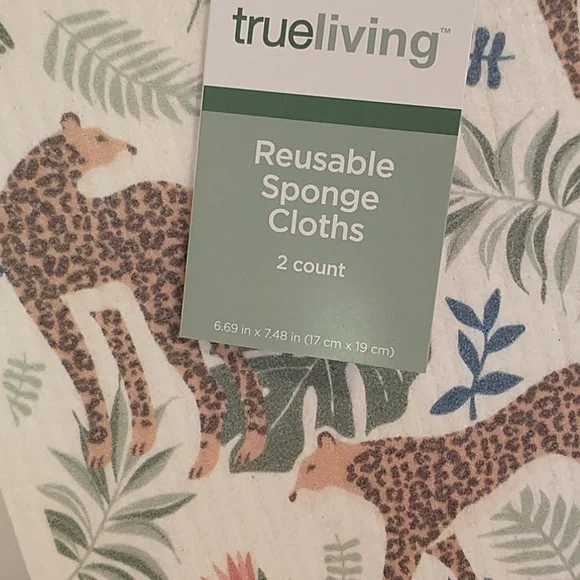 trueliving™
Reusable
Sponge
Cloths
2 count
6.69 in x 7.48 in (17 cm x 19 cm)